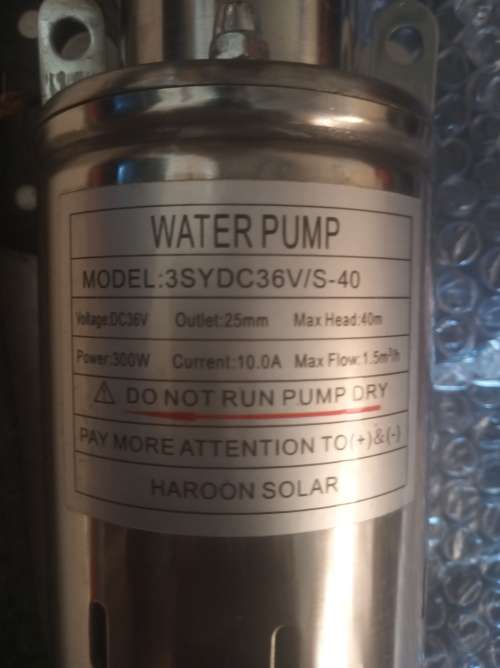 WATER PUMP
MODEL:3SYDC36V/S-40
Voltage:DC36V Outlet:25mm Max Head:40m
Power:300W Current:10.0A Max Flow:1.5m³/h
⚠ DO NOT RUN PUMP DRY
PAY MORE ATTENTION TO(+)&(-)
HAROON SOLAR